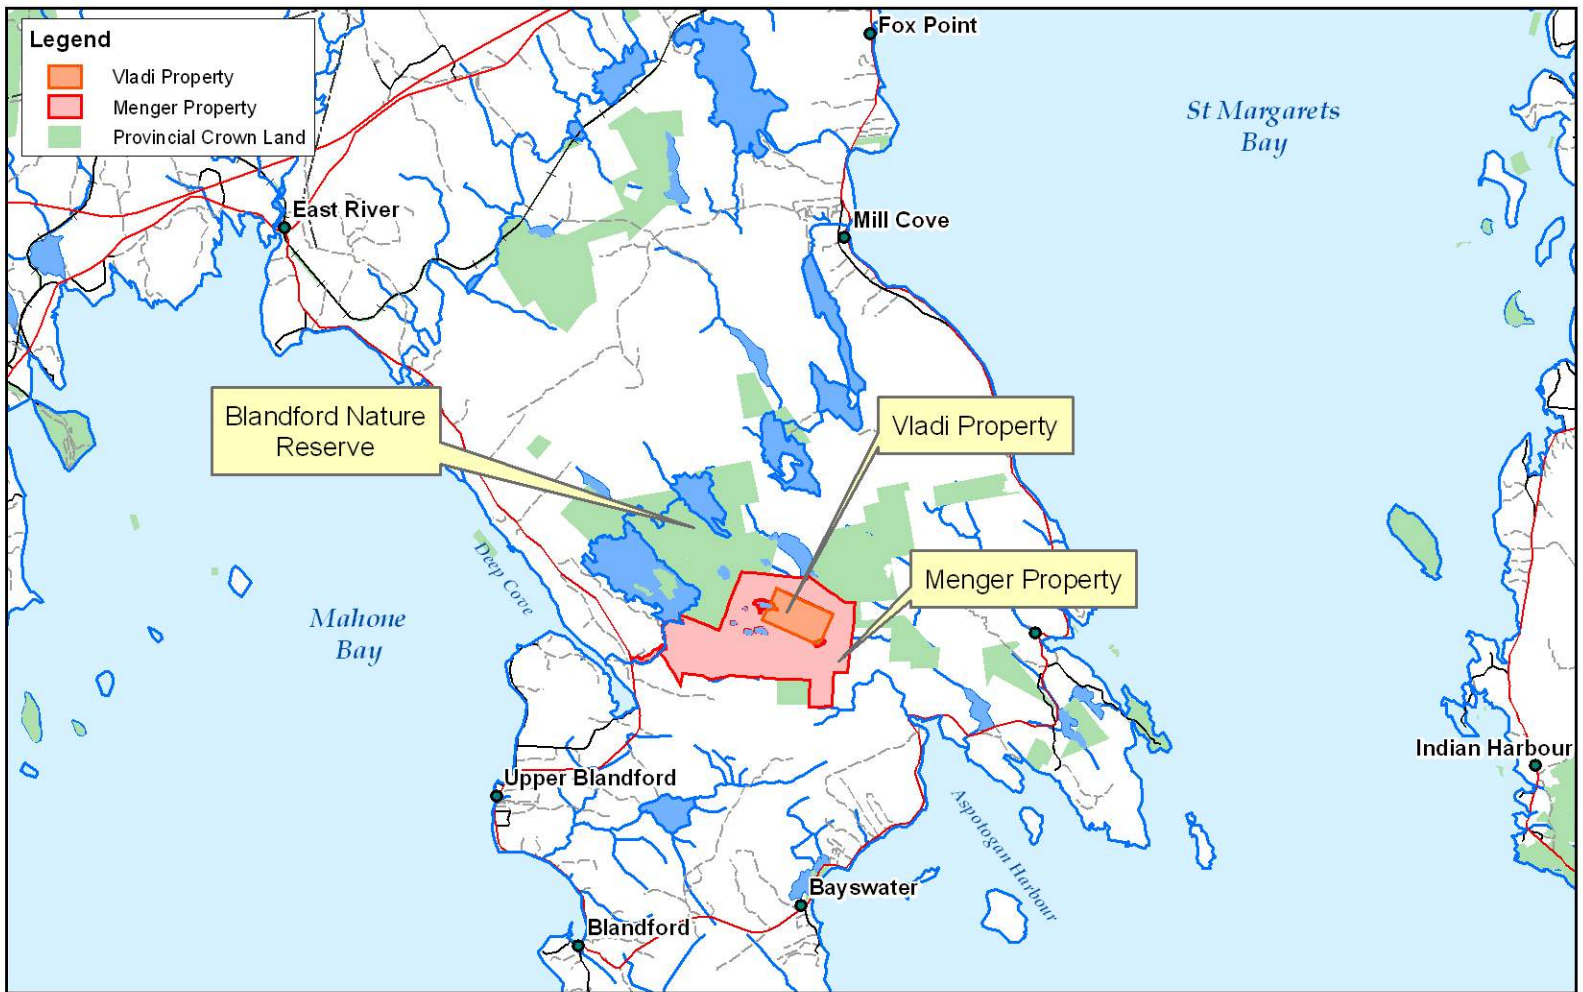 Legend
Vladi Property
Menger Property
Provincial Crown Land
Fox Point
St Margarets
Bay
East River
Mill Cove
Blandford Nature
Reserve
Vladi Property
Deep Cove
Menger Property
Mahone
Bay
Indian Harbour
Upper Blandford
Aspotogan Harbour
Bayswater
Blandford